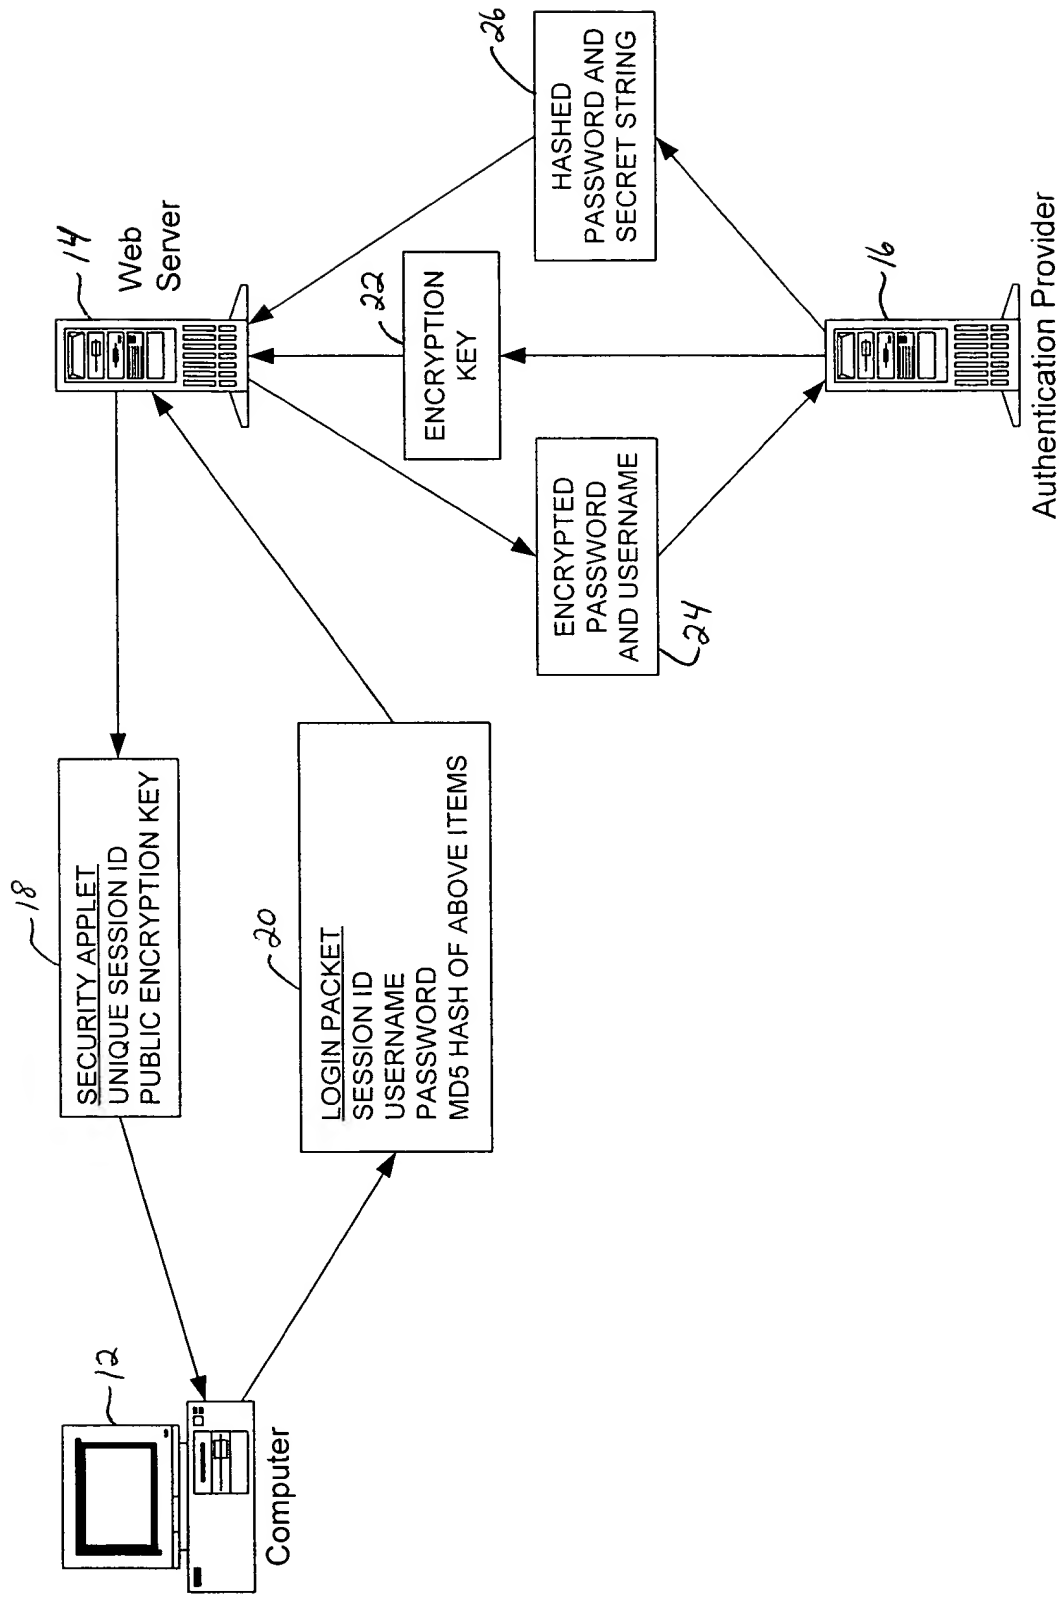 12
Computer
18
SECURITY APPLET
UNIQUE SESSION ID
PUBLIC ENCRYPTION KEY
20
LOGIN PACKET
SESSION ID
USERNAME
PASSWORD
MD5 HASH OF ABOVE ITEMS
14
Web
Server
22
ENCRYPTION
KEY
24
ENCRYPTED
PASSWORD
AND USERNAME
26
HASHED
PASSWORD AND
SECRET STRING
16
Authentication Provider